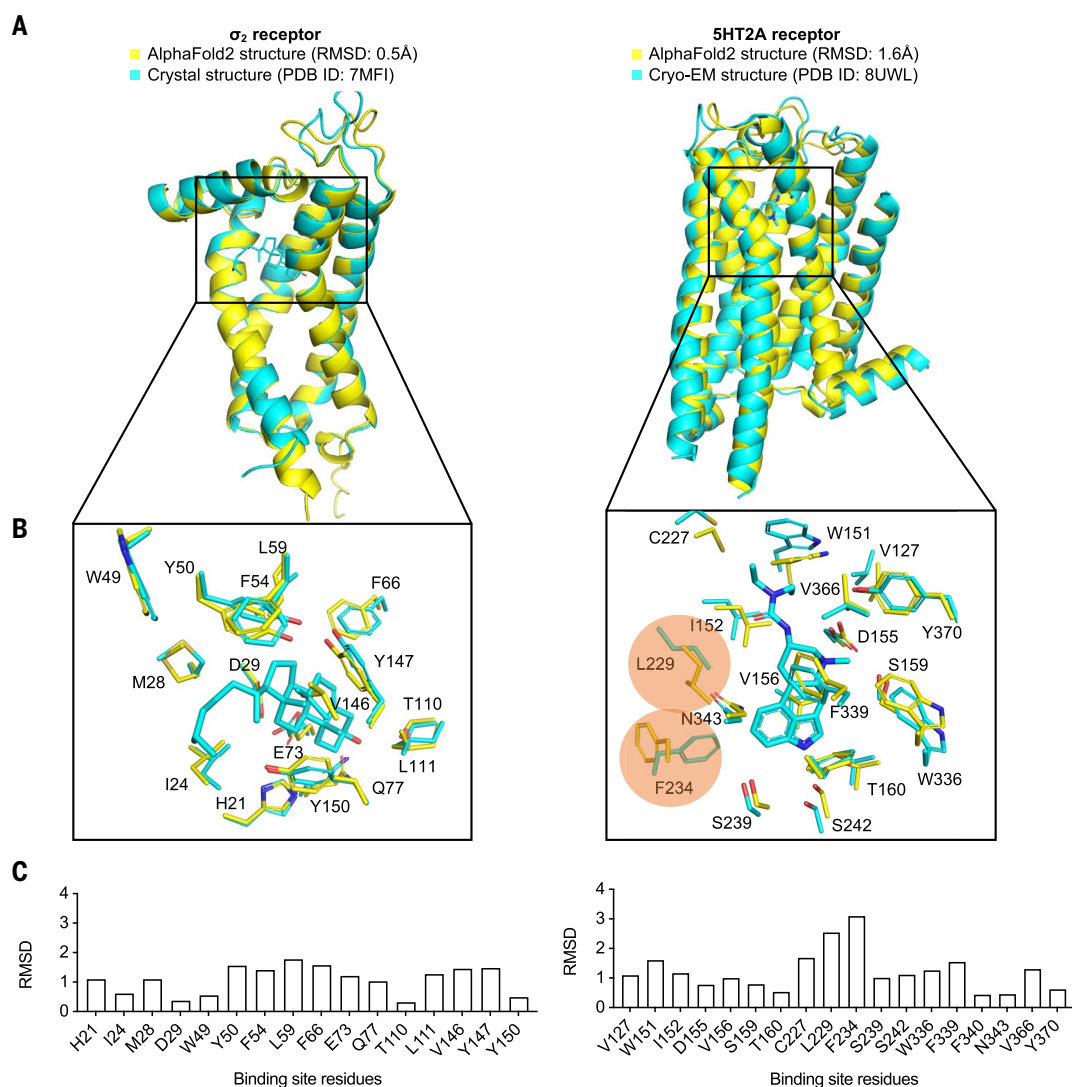 A
σ₂ receptor
AlphaFold2 structure (RMSD: 0.5Å)
Crystal structure (PDB ID: 7MFI)
5HT2A receptor
AlphaFold2 structure (RMSD: 1.6Å)
Cryo-EM structure (PDB ID: 8UWL)
B
W49
Y50
L59
F54
F66
M28
D29
Y147
V146
T110
E73
L111
I24
H21
Y150
Q77
C227
W151
V127
V366
I152
D155
Y370
L229
V156
S159
N343
F339
F234
W336
T160
S239
S242
C
RMSD
4
3
2
1
0
H21
I24
M28
D29
W49
Y50
F54
L59
F66
E73
Q77
T110
L111
V146
Y147
Y150
Binding site residues
RMSD
4
3
2
1
0
V127
W151
I152
D155
V156
S159
T160
C227
L229
F234
S239
S242
W336
F339
F340
N343
V366
Y370
Binding site residues